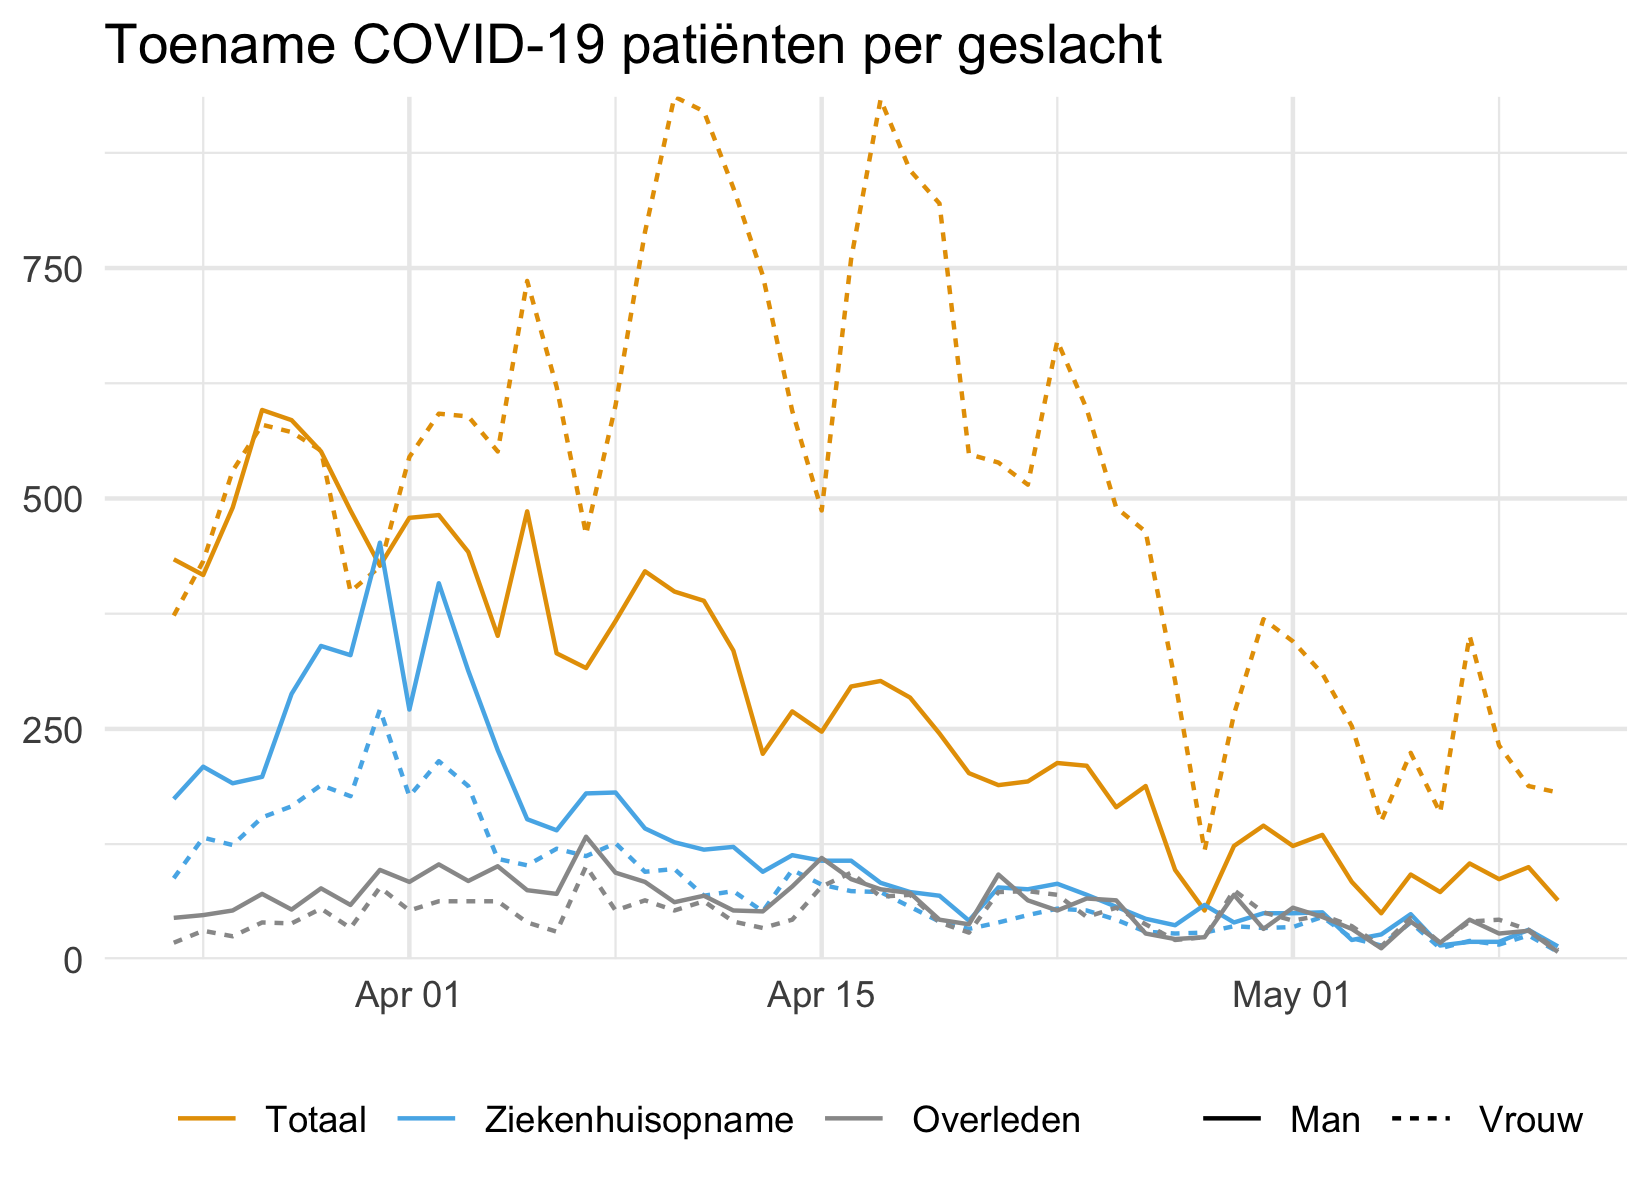 Toename COVID-19 patiënten per geslacht
750
500
250
0
Apr 01 Apr 15 May 01
Totaal Ziekenhuisopname Overleden Man Vrouw